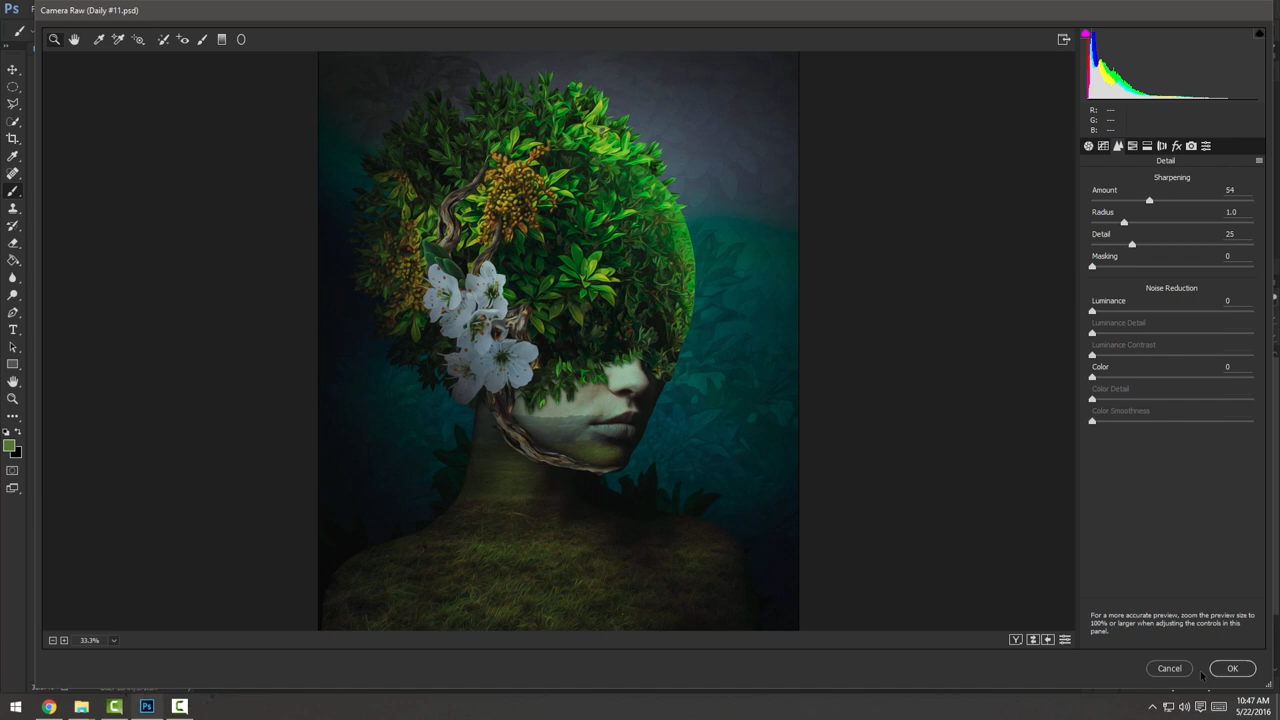 Ps
Camera Raw (Daily #11.psd)
R: ---
G: ---
B: ---
fx
Detail
Sharpening
Amount 54
Radius 1.0
Detail 25
Masking 0
Noise Reduction
Luminance 0
Luminance Detail
Luminance Contrast
Color 0
Color Detail
Color Smoothness
T
For a more accurate preview, zoom the preview size to
100% or larger when adjusting the controls in this
panel.
33.3%
Y
Cancel
OK
Ps
10:47 AM
5/22/2016